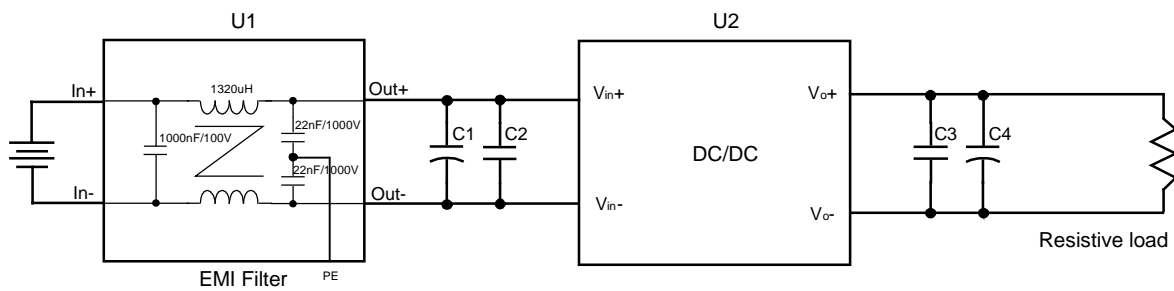 U1
U2
In+
1320uH
Out+
Vin+
Vo+
1000nF/100V
22nF/1000V
C1
C2
DC/DC
C3
C4
22nF/1000V
In-
Out-
Vin-
Vo-
Resistive load
EMI Filter
PE